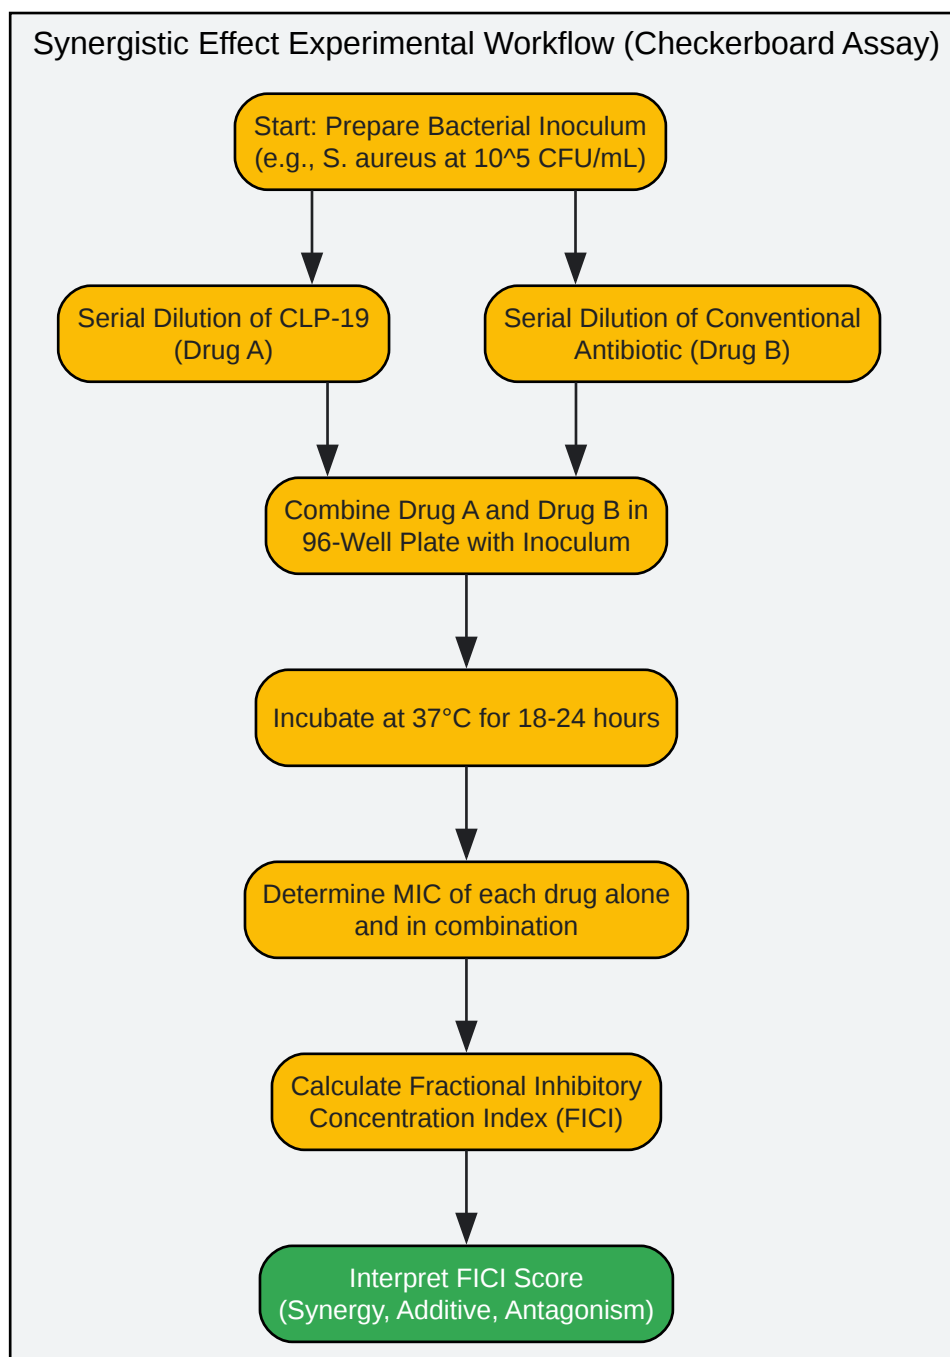 Synergistic Effect Experimental Workflow (Checkerboard Assay)
Start: Prepare Bacterial Inoculum
(e.g., S. aureus at 10^5 CFU/mL)
Serial Dilution of CLP-19
(Drug A)
Serial Dilution of Conventional
Antibiotic (Drug B)
Combine Drug A and Drug B in
96-Well Plate with Inoculum
Incubate at 37°C for 18-24 hours
Determine MIC of each drug alone
and in combination
Calculate Fractional Inhibitory
Concentration Index (FICI)
Interpret FICI Score
(Synergy, Additive, Antagonism)